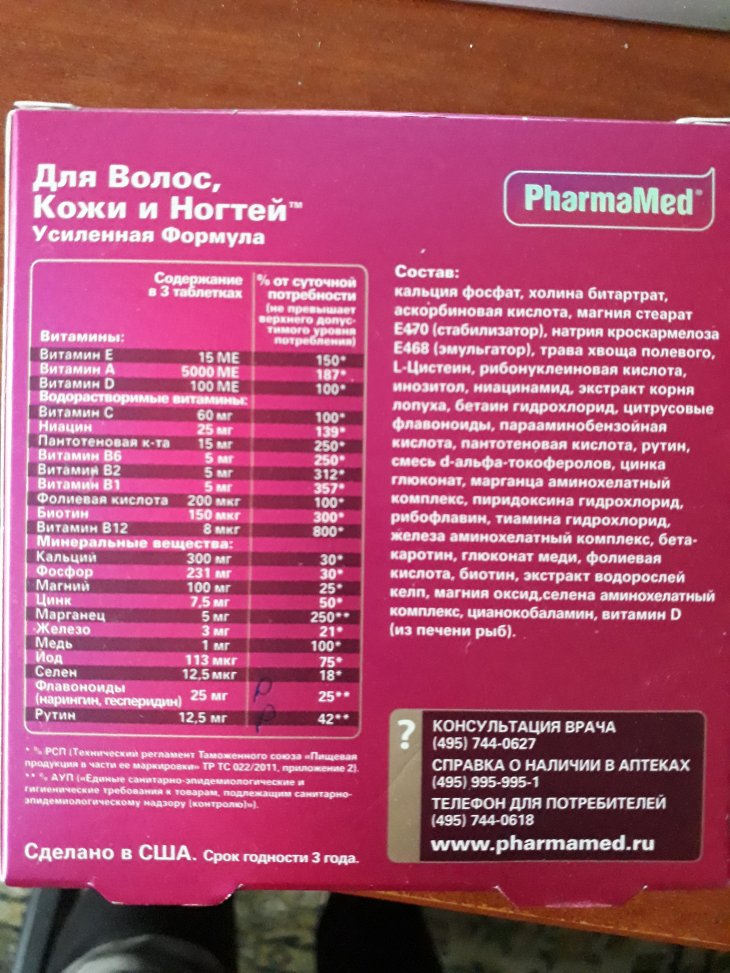 Для Волос,
Кожи и Ногтей™
Усиленная Формула
PharmaMed®
Содержание
в 3 таблетках
% от суточной
потребности
(не превышает
верхнего допус-
тимого уровня
потребления)
Витамины:
Витамин Е 15 МЕ 150*
Витамин А 5000 МЕ 187*
Витамин D 100 МЕ 100*
Водорастворимые витамины:
Витамин С 60 мг 100*
Ниацин 25 мг 139*
Пантотеновая к-та 15 мг 250*
Витамин В6 5 мг 250*
Витамин В2 5 мг 312*
Витамин В1 5 мг 357*
Фолиевая кислота 200 мкг 100*
Биотин 150 мкг 300*
Витамин В12 8 мкг 800*
Минеральные вещества:
Кальций 300 мг 30*
Фосфор 231 мг 30*
Магний 100 мг 25*
Цинк 7,5 мг 50*
Марганец 5 мг 250**
Железо 3 мг 21*
Медь 1 мг 100*
Йод 113 мкг 75*
Селен 12,5 мкг 18*
Флавоноиды
(нарингин, гесперидин) 25 мг 25**
Рутин 12,5 мг 42**
* % РСП (Технический регламент Таможенного союза «Пищевая
продукция в части ее маркировки» ТР ТС 022/2011, приложение 2).
** % АУП («Единые санитарно-эпидемиологические и
гигиенические требования к товарам, подлежащим санитарно-
эпидемиологическому надзору (контролю)»).
Сделано в США. Срок годности 3 года.
Состав:
кальция фосфат, холина битартрат,
аскорбиновая кислота, магния стеарат
Е470 (стабилизатор), натрия кроскармелоза
Е468 (эмульгатор), трава хвоща полевого,
L-Цистеин, рибонуклеиновая кислота,
инозитол, ниацинамид, экстракт корня
лопуха, бетаин гидрохлорид, цитрусовые
флавоноиды, парааминобензойная
кислота, пантотеновая кислота, рутин,
смесь d-альфа-токоферолов, цинка
глюконат, марганца аминохелатный
комплекс, пиридоксина гидрохлорид,
рибофлавин, тиамина гидрохлорид,
железа аминохелатный комплекс, бета-
каротин, глюконат меди, фолиевая
кислота, биотин, экстракт водорослей
келп, магния оксид,селена аминохелатный
комплекс, цианокобаламин, витамин D
(из печени рыб).
?
КОНСУЛЬТАЦИЯ ВРАЧА
(495) 744-0627
СПРАВКА О НАЛИЧИИ В АПТЕКАХ
(495) 995-995-1
ТЕЛЕФОН ДЛЯ ПОТРЕБИТЕЛЕЙ
(495) 744-0618
www.pharmamed.ru